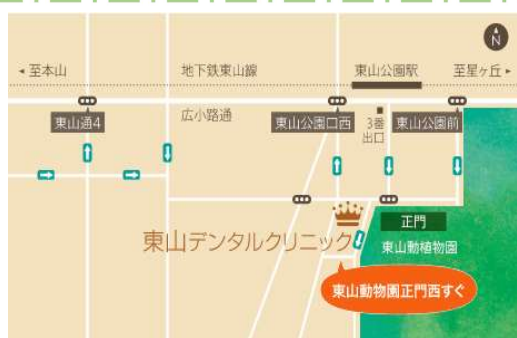 N
◂ 至本山
地下鉄東山線
東山公園駅
至星ヶ丘 ▸
東山通4
広小路通
東山公園口西
3番
出口
東山公園前
正門
東山動植物園
東山デンタルクリニック
東山動物園正門西すぐ